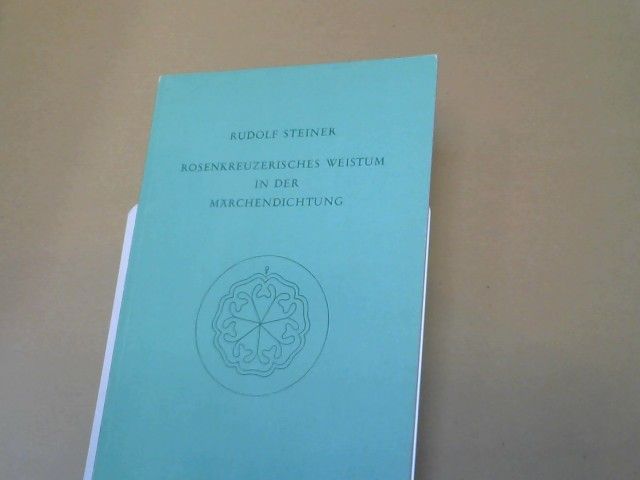 RUDOLF STEINER
ROSENKREUZERISCHES WEISTUM
IN DER
MÄRCHENDICHTUNG